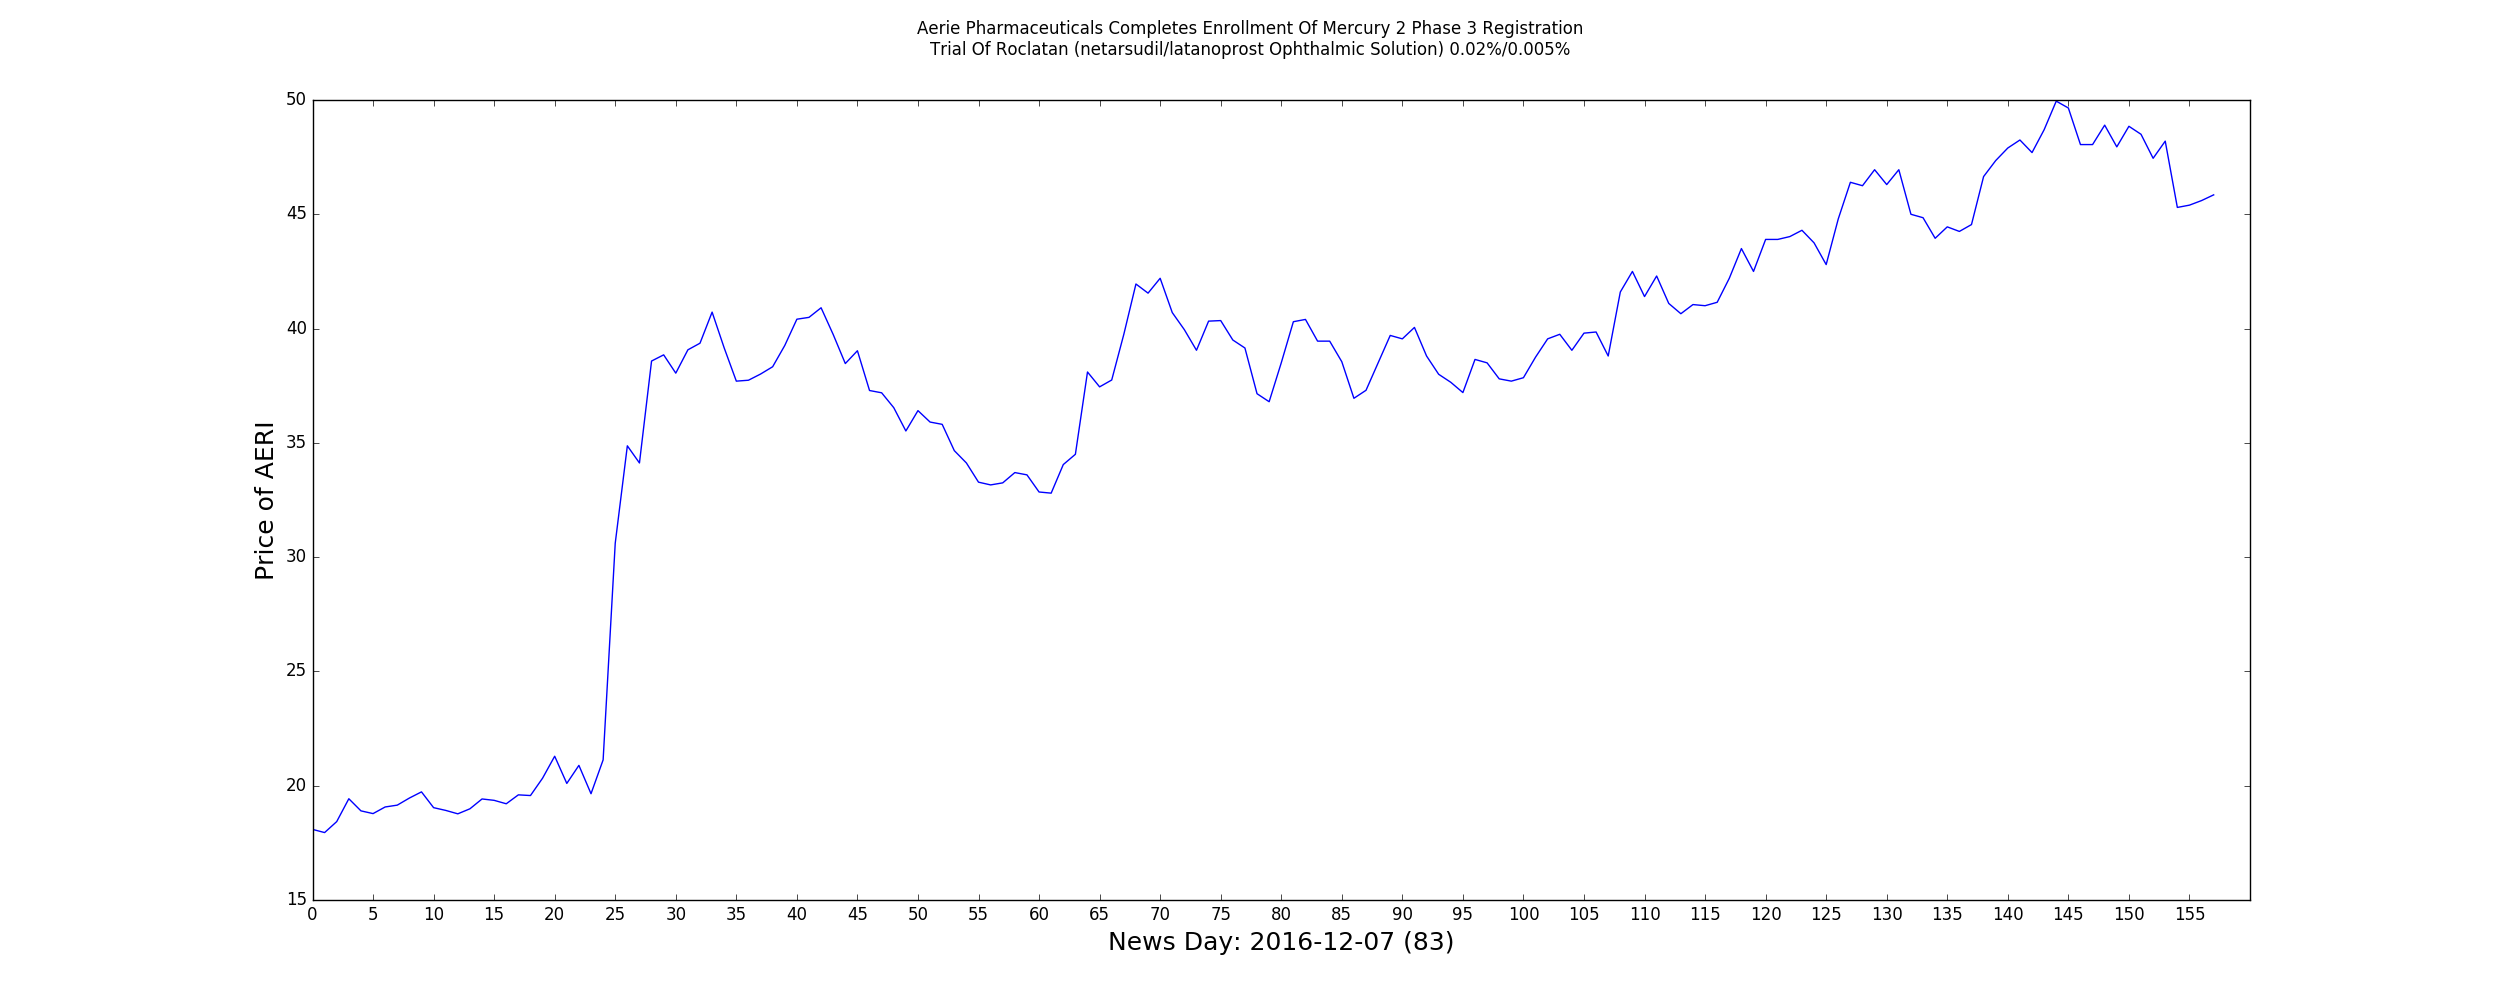 Aerie Pharmaceuticals Completes Enrollment Of Mercury 2 Phase 3 Registration
Trial Of Roclatan (netarsudil/latanoprost Ophthalmic Solution) 0.02%/0.005%
50
45
40
35
30
25
20
15
Price of AERI
0 5 10 15 20 25 30 35 40 45 50 55 60 65 70 75 80 85 90 95 100 105 110 115 120 125 130 135 140 145 150 155
News Day: 2016-12-07 (83)